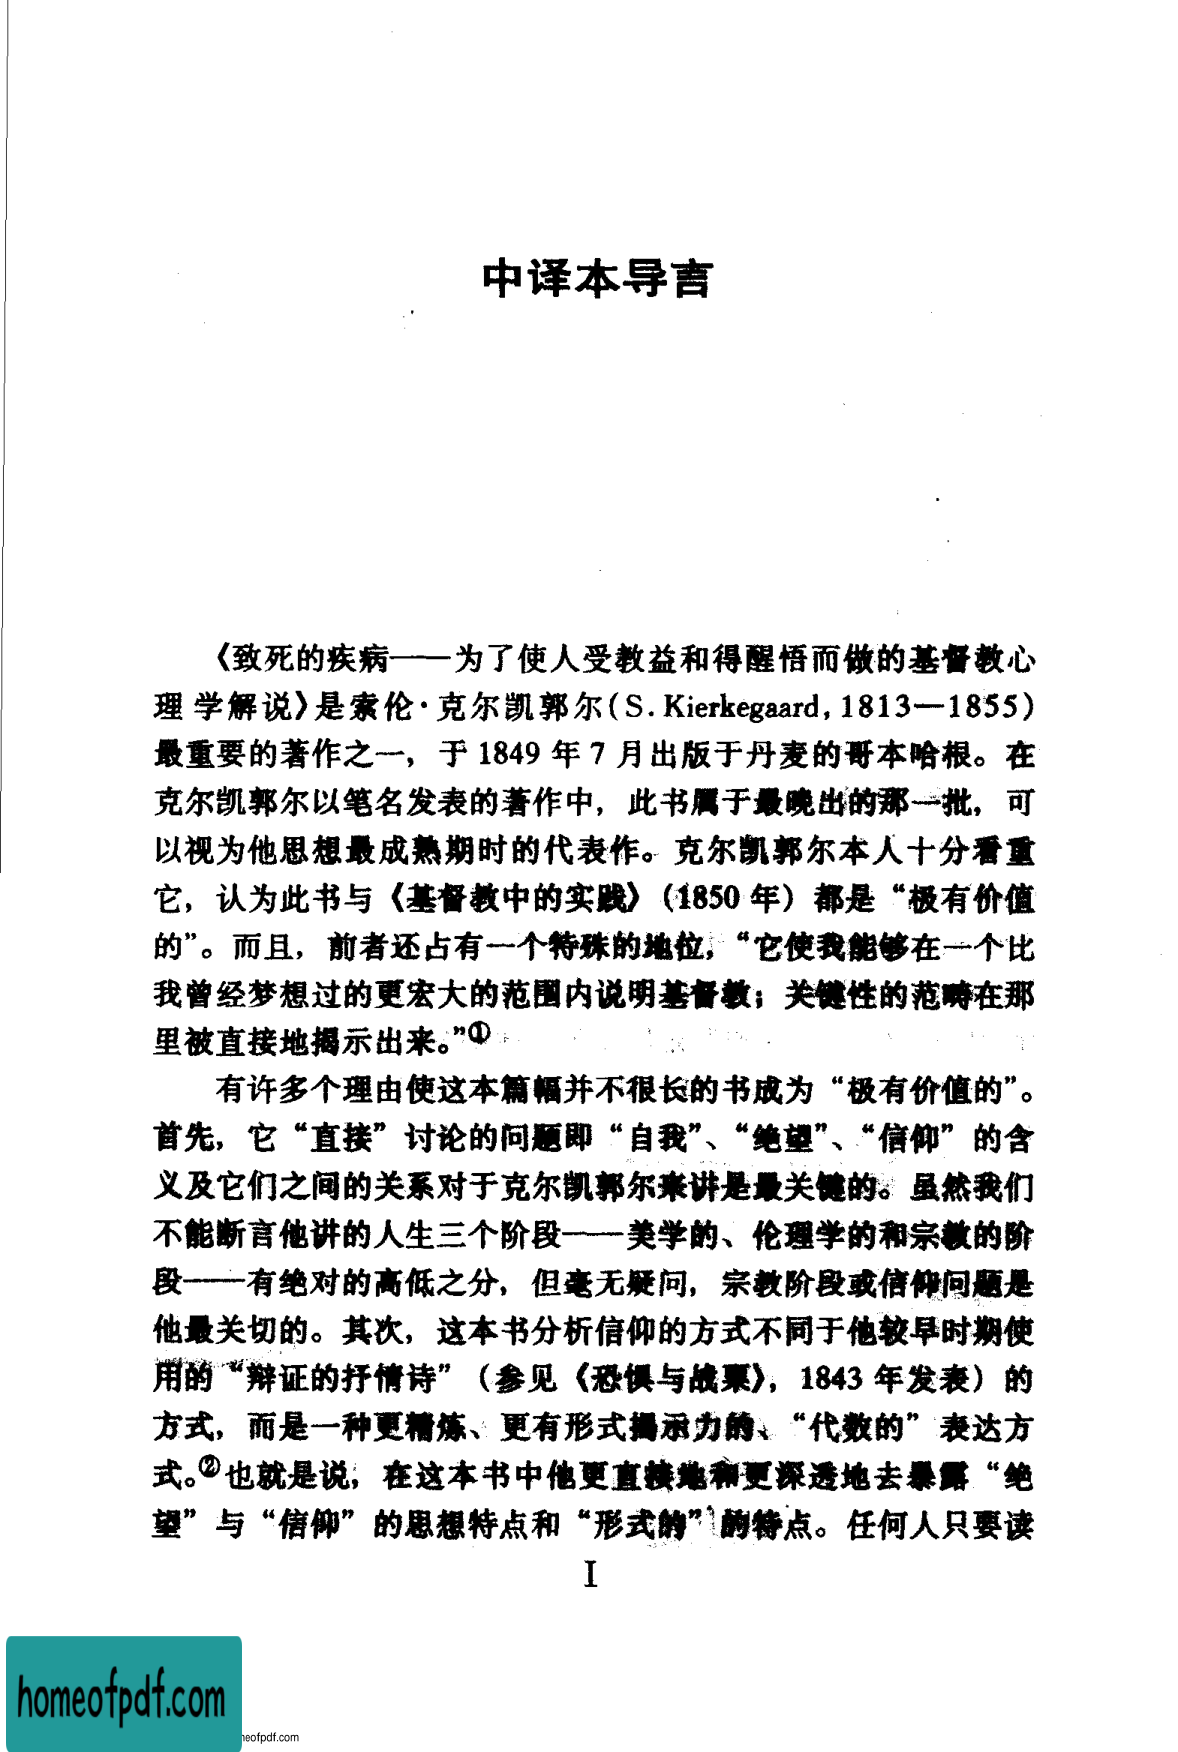 中译本导言
《致死的疾病——为了使人受教益和得醒悟而做的基督教心
理学解说》是索伦·克尔凯郭尔(S. Kierkegaard, 1813—1855)
最重要的著作之一，于 1849 年 7 月出版于丹麦的哥本哈根。在
克尔凯郭尔以笔名发表的著作中，此书属于最晚出的那一批，可
以视为他思想最成熟期时的代表作。克尔凯郭尔本人十分看重
它，认为此书与《基督教中的实践》（1850 年）都是“极有价值
的”。而且，前者还占有一个特殊的地位，“它使我能够在一个比
我曾经梦想过的更宏大的范围内说明基督教；关键性的范畴在那
里被直接地揭示出来。”①
有许多个理由使这本篇幅并不很长的书成为“极有价值的”。
首先，它“直接”讨论的问题即“自我”、“绝望”、“信仰”的含
义及它们之间的关系对于克尔凯郭尔来讲是最关键的。虽然我们
不能断言他讲的人生三个阶段——美学的、伦理学的和宗教的阶
段——有绝对的高低之分，但毫无疑问，宗教阶段或信仰问题是
他最关切的。其次，这本书分析信仰的方式不同于他较早时期使
用的“辩证的抒情诗”（参见《恐惧与战栗》，1843 年发表）的
方式，而是一种更精炼、更有形式揭示力的、“代数的”表达方
式。②也就是说，在这本书中他更直接地和更深透地去暴露“绝
望”与“信仰”的思想特点和“形式的”的特点。任何人只要读
I
homeofpdf.com
neofpdf.com